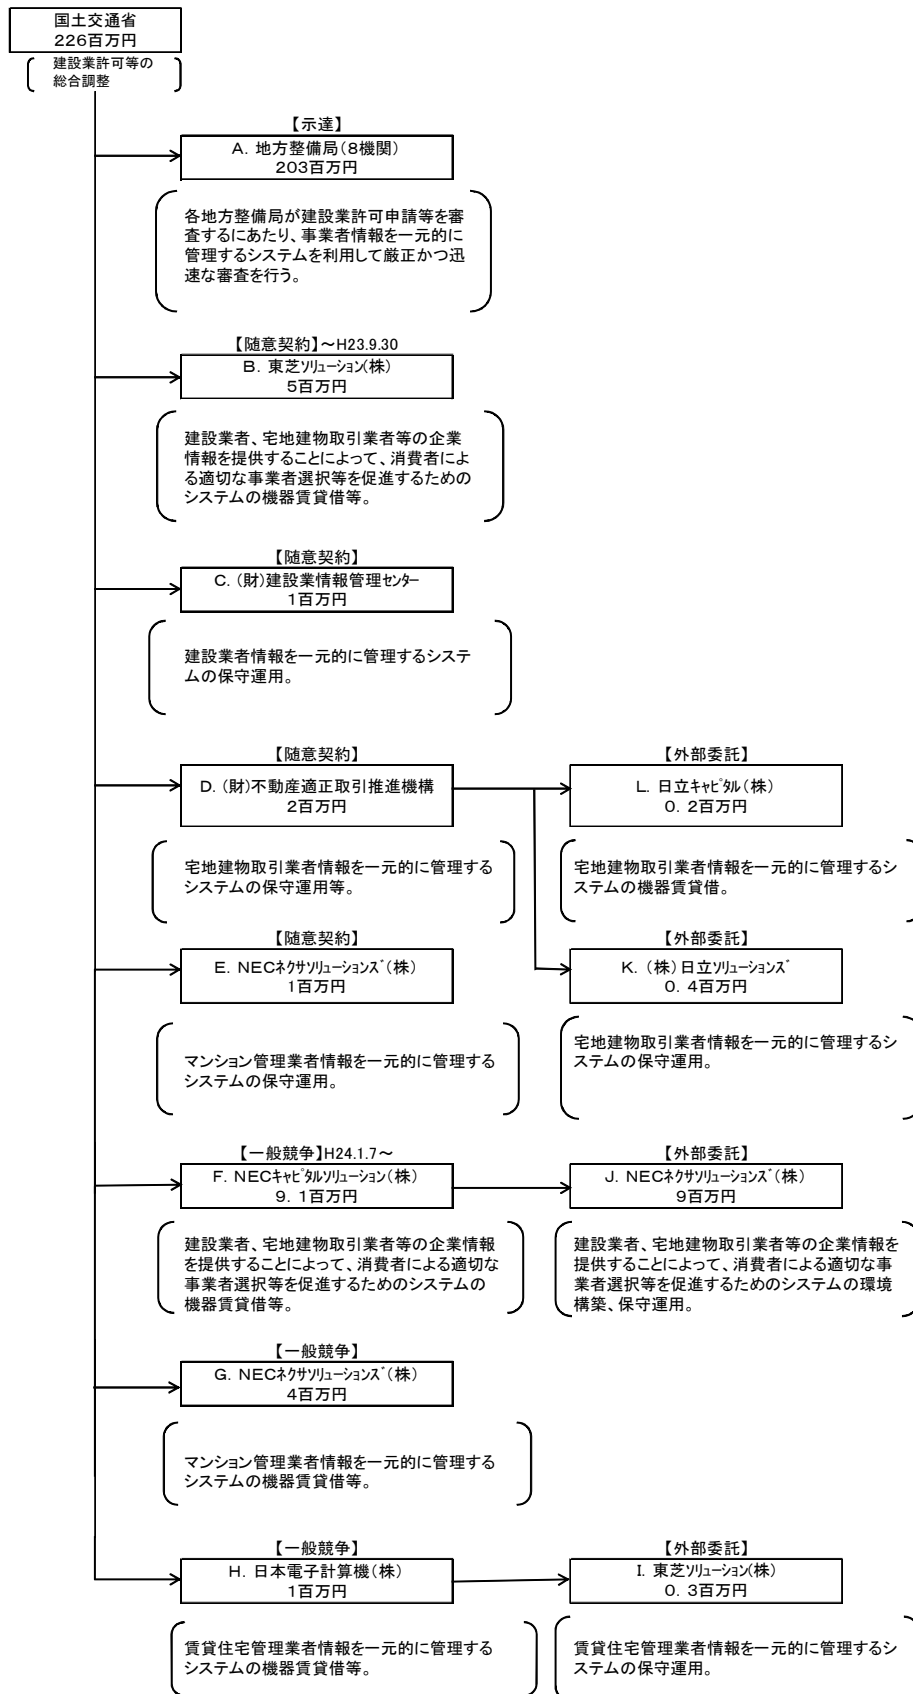 国土交通省
226百万円
建設業許可等の
総合調整
【示達】
A．地方整備局（8機関）
203百万円
各地方整備局が建設業許可申請等を審
査するにあたり、事業者情報を一元的に
管理するシステムを利用して厳正かつ迅
速な審査を行う。
【随意契約】～H23.9.30
B．東芝ｿﾘｭｰｼｮﾝ(株)
5百万円
建設業者、宅地建物取引業者等の企業
情報を提供することによって、消費者によ
る適切な事業者選択等を促進するための
システムの機器賃貸借等。
【随意契約】
C．（財）建設業情報管理ｾﾝﾀｰ
1百万円
建設業者情報を一元的に管理するシステ
ムの保守運用。
【随意契約】
D．（財）不動産適正取引推進機構
2百万円
宅地建物取引業者情報を一元的に管理する
システムの保守運用等。
【外部委託】
L．日立ｷｬﾋﾟﾀﾙ（株）
0．2百万円
宅地建物取引業者情報を一元的に管理するシ
ステムの機器賃貸借。
【随意契約】
E．NECﾈｸｻｿﾘｭｰｼｮﾝｽﾞ（株）
1百万円
マンション管理業者情報を一元的に管理する
システムの保守運用。
【外部委託】
K．（株）日立ｿﾘｭｰｼｮﾝｽﾞ
0．4百万円
宅地建物取引業者情報を一元的に管理するシ
ステムの保守運用。
【一般競争】H24.1.7～
F．NECｷｬﾋﾟﾀﾙｿﾘｭｰｼｮﾝ（株）
9．1百万円
建設業者、宅地建物取引業者等の企業情報
を提供することによって、消費者による適切な
事業者選択等を促進するためのシステムの
機器賃貸借等。
【外部委託】
J．NECﾈｸｻｿﾘｭｰｼｮﾝｽﾞ（株）
9百万円
建設業者、宅地建物取引業者等の企業情報を
提供することによって、消費者による適切な事
業者選択等を促進するためのシステムの環境
構築、保守運用。
【一般競争】
G．NECﾈｸｻｿﾘｭｰｼｮﾝｽﾞ（株）
4百万円
マンション管理業者情報を一元的に管理する
システムの機器賃貸借等。
【一般競争】
H．日本電子計算機（株）
1百万円
賃貸住宅管理業者情報を一元的に管理する
システムの機器賃貸借等。
【外部委託】
I．東芝ｿﾘｭｰｼｮﾝ(株)
0．3百万円
賃貸住宅管理業者情報を一元的に管理するシ
ステムの保守運用。